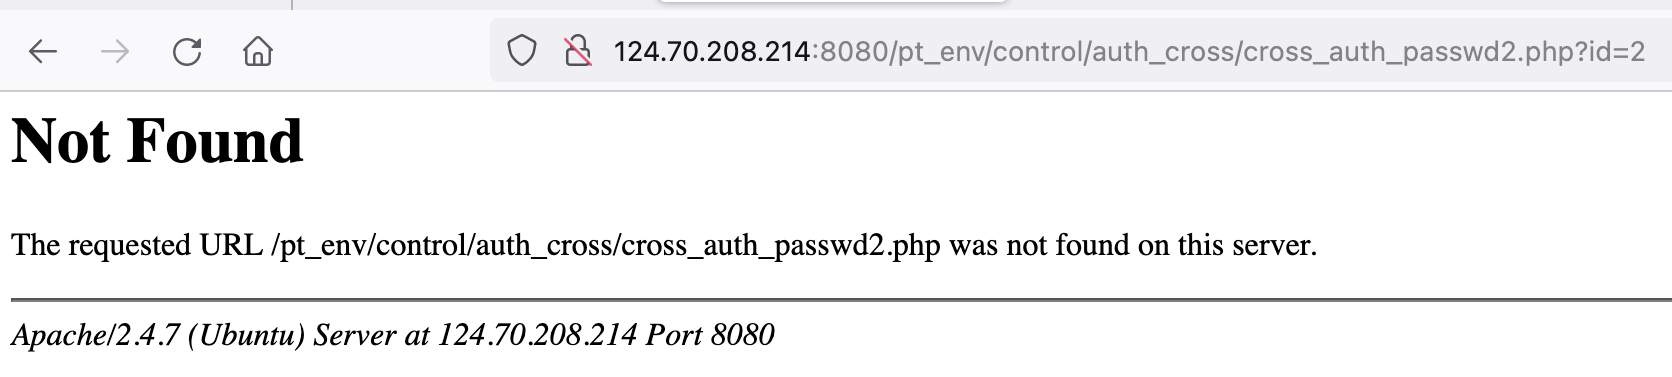 124.70.208.214:8080/pt_env/control/auth_cross/cross_auth_passwd2.php?id=2
Not Found
The requested URL /pt_env/control/auth_cross/cross_auth_passwd2.php was not found on this server.
Apache/2.4.7 (Ubuntu) Server at 124.70.208.214 Port 8080